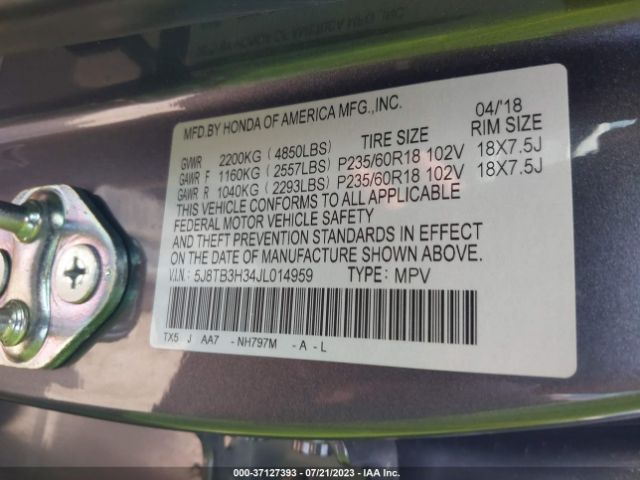 MFD.BY HONDA OF AMERICA MFG.,INC. 04/'18
TIRE SIZE RIM SIZE
GVWR 2200KG (4850LBS)
GAWR F 1160KG (2557LBS) P235/60R18 102V 18X7.5J
GAWR R 1040KG (2293LBS) P235/60R18 102V 18X7.5J
THIS VEHICLE CONFORMS TO ALL APPLICABLE
FEDERAL MOTOR VEHICLE SAFETY
AND THEFT PREVENTION STANDARDS IN EFFECT
ON THE DATE OF MANUFACTURE SHOWN ABOVE.
V.I.N.: 5J8TB3H34JL014959 TYPE: MPV
TX5 J AA7 -NH797M -A-L
000-37127393 - 07/21/2023 - IAA Inc.